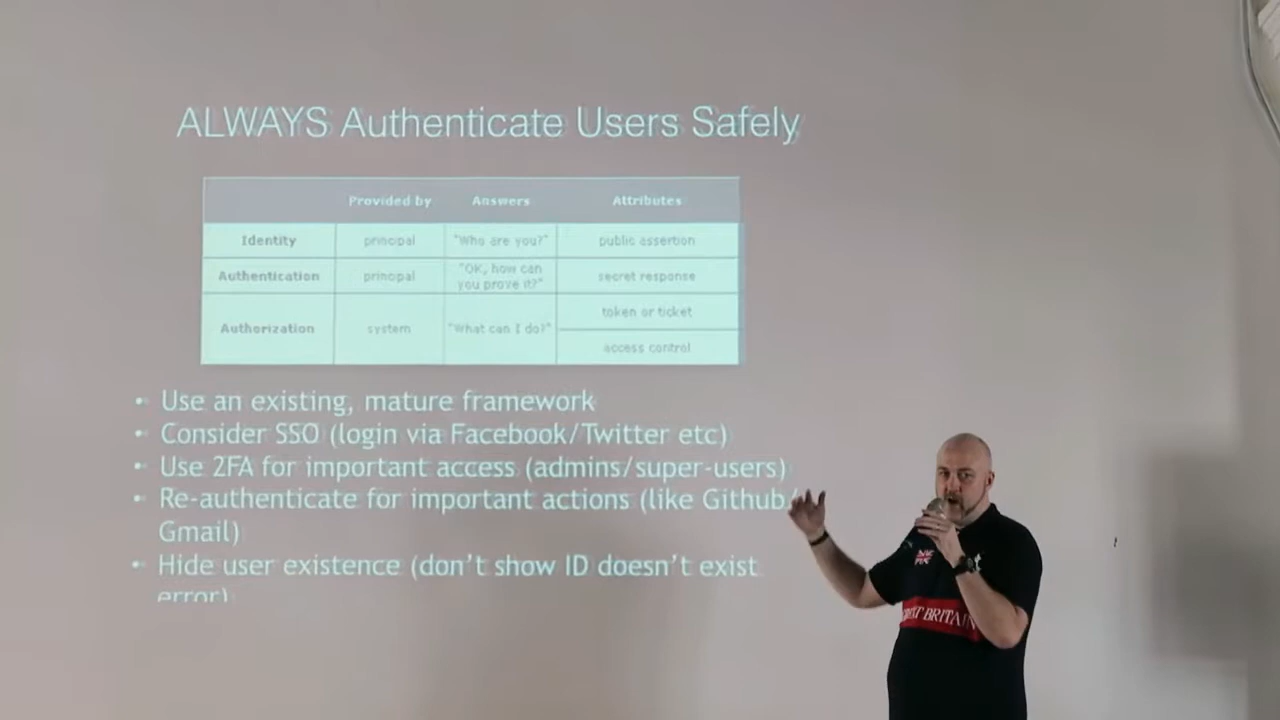 ALWAYS Authenticate Users Safely
Provided by Answers Attributes
Identity principal "Who are you?" public assertion
Authentication principal "OK, how can you prove it?" secret response
Authorization system "What can I do?" token or ticket
access control
• Use an existing, mature framework
• Consider SSO (login via Facebook/Twitter etc)
• Use 2FA for important access (admins/super-users)
• Re-authenticate for important actions (like Github/
Gmail)
• Hide user existence (don't show ID doesn't exist
error)
BRITAIN